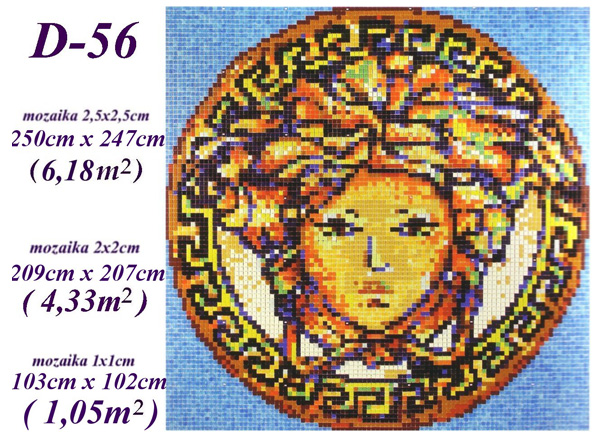 D-56
mozaika 2,5x2,5cm
250cm x 247cm
(6,18m²)
mozaika 2x2cm
209cm x 207cm
( 4,33m²)
mozaika 1x1cm
103cm x 102cm
( 1,05m²)